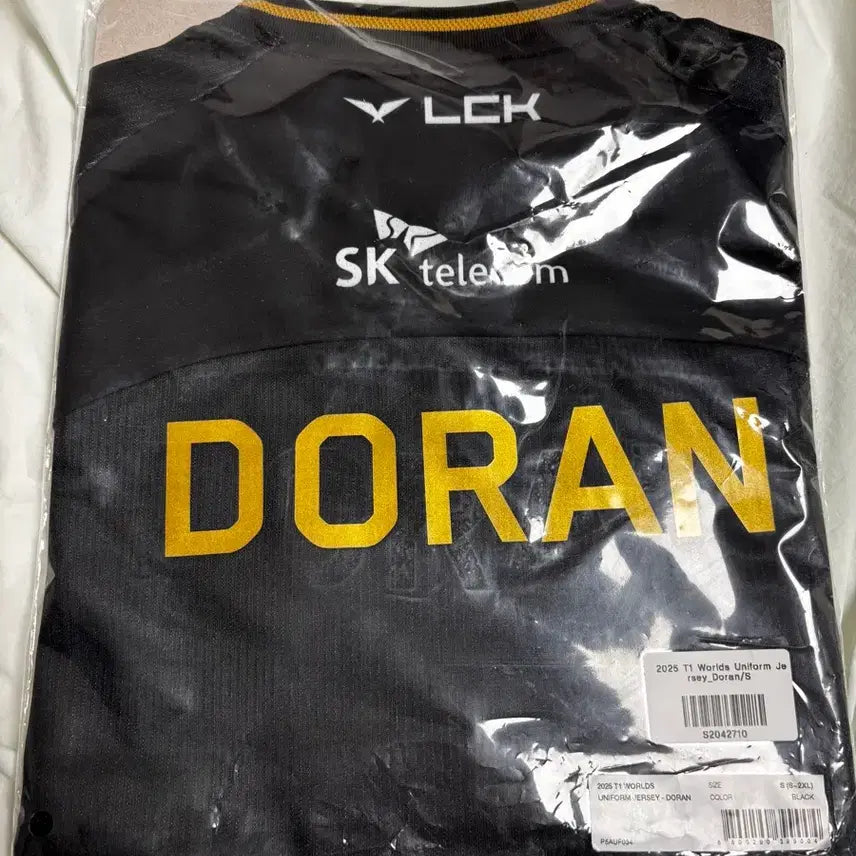 LCK
SK telecom
DORAN
2025 T1 Worlds Uniform Je
rsey_Doran/S
S2042710
2025 T1 WORLDS SIZE S (S~2XL)
UNIFORM JERSEY - DORAN COLOR BLACK
P5AUF004